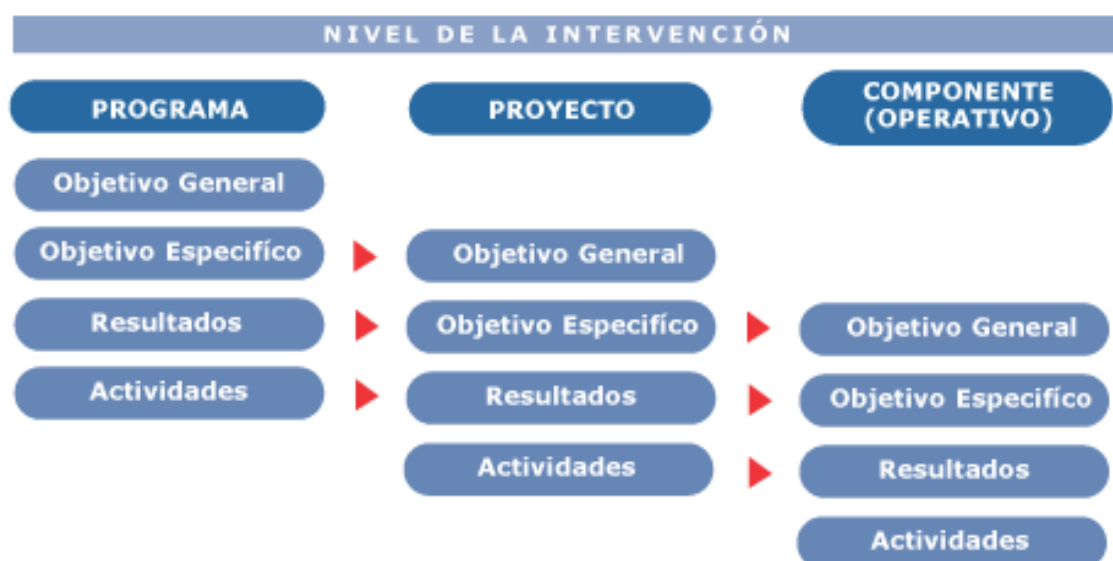 NIVEL DE LA INTERVENCIÓN
PROGRAMA
PROYECTO
COMPONENTE
(OPERATIVO)
Objetivo General
Objetivo Especifíco
Objetivo General
Resultados
Objetivo Especifíco
Objetivo General
Actividades
Resultados
Objetivo Especifíco
Actividades
Resultados
Actividades